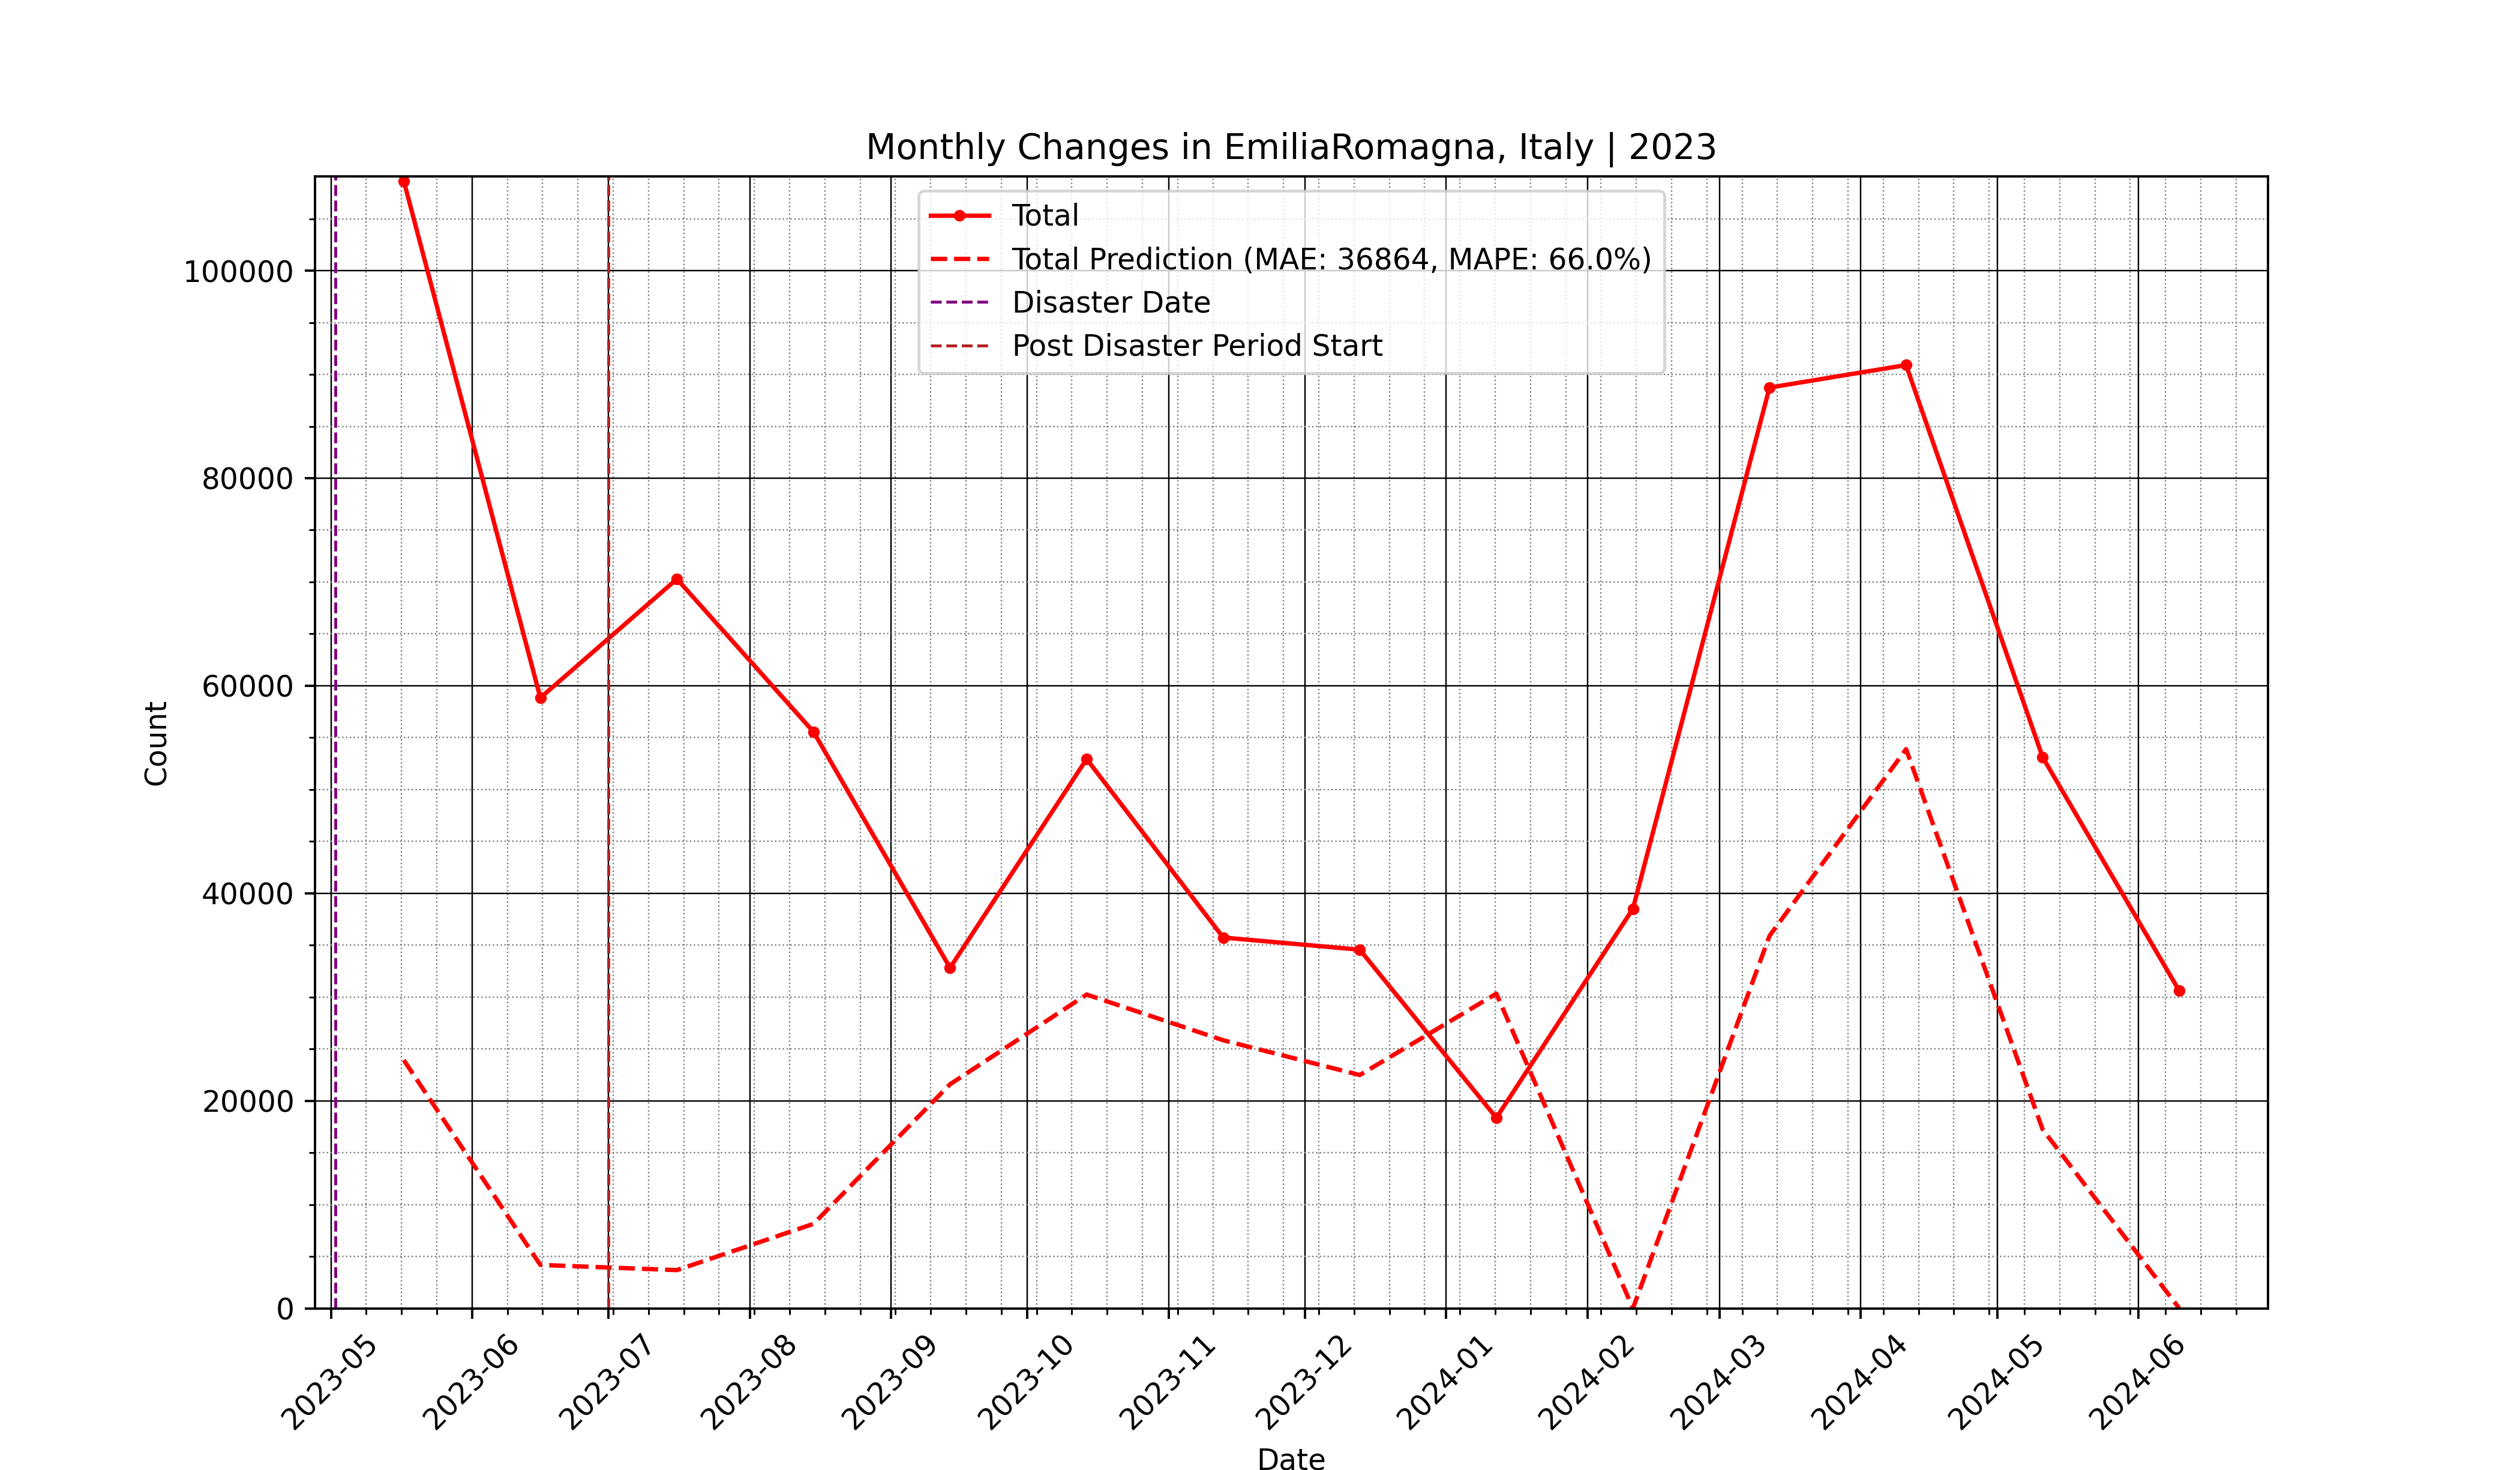 Monthly Changes in EmiliaRomagna, Italy | 2023
Total
Total Prediction (MAE: 36864, MAPE: 66.0%)
Disaster Date
Post Disaster Period Start
100000
80000
60000
40000
20000
0
Count
2023-05
2023-06
2023-07
2023-08
2023-09
2023-10
2023-11
2023-12
2024-01
2024-02
2024-03
2024-04
2024-05
2024-06
Date